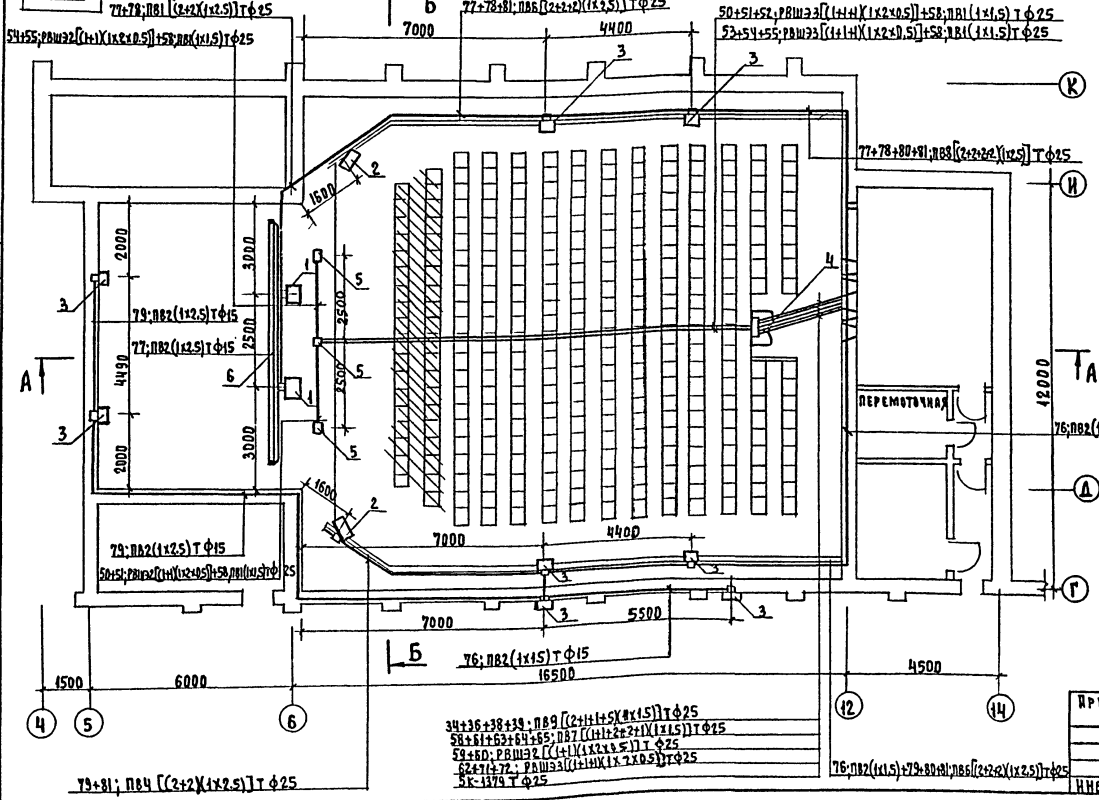 77+78; ПВ1[(2+2)(1х2,5)] Т Ф25
Б
77+78+81; ПВ6[(2+2+2)(1х2,5)] Т Ф25
50+51+52; РВШЭ3[(1+1+1)(1х2х0.5)]+58; ПВ1(1х1,5) Т Ф25
54+55; РВШЭ2[(1+1)(1х2х0.5)]+58; ПВ1(1х1,5) Т Ф25
53+54+55; РВШЭ3[(1+1+1)(1х2х0,5)]+58; ПВ1(1х1.5) Т Ф25
7000
4400
3
3
К
77+78+80+81; ПВ8[(2+2+2+2)(1х2,5)] Т Ф25
2
1600
И
2000
3000
1
5
4
3
79; ПВ2(1х2.5) Т Ф15
2500
2500
77; ПВ2(1х2.5) Т Ф15
А
4490
6
5
2500
1
А
12000
ПЕРЕМОТОЧНАЯ
3
76; ПВ2(1
2000
3000
5
1600
2
Д
7000
4400
79; ПВ2(1х2.5) Т Ф15
50+51; РВШЭ2[(1+1)(1х2х0.5)]+58; ПВ1(1х1,5) Т Ф25
3
3
Г
3
3
7000
5500
Б
76; ПВ2(1х1.5) Т Ф15
1500
6000
16500
4500
4
5
6
12
14
34+36+38+39; ПВ9[(2+1+1+5)(1х1.5)] Т Ф25
58+61+63+64+65; ПВ7[(1+1+2+2+1)(1х1,5)] Т Ф25
59+60; РВШЭ2[(1+1)(1х2х0.5)] Т Ф25
62+71+72; РВШЭ3[(1+1+1)(1х2х0.5)] Т Ф25
5К-1379 Т Ф25
79+81; ПВ4 [(2+2)(1х2.5)] Т Ф25
76; ПВ2(1х1,5)+79+80+81; ПВ6[(2+2+2)(1х2,5)] Т Ф25
ПРИ
ИНВ